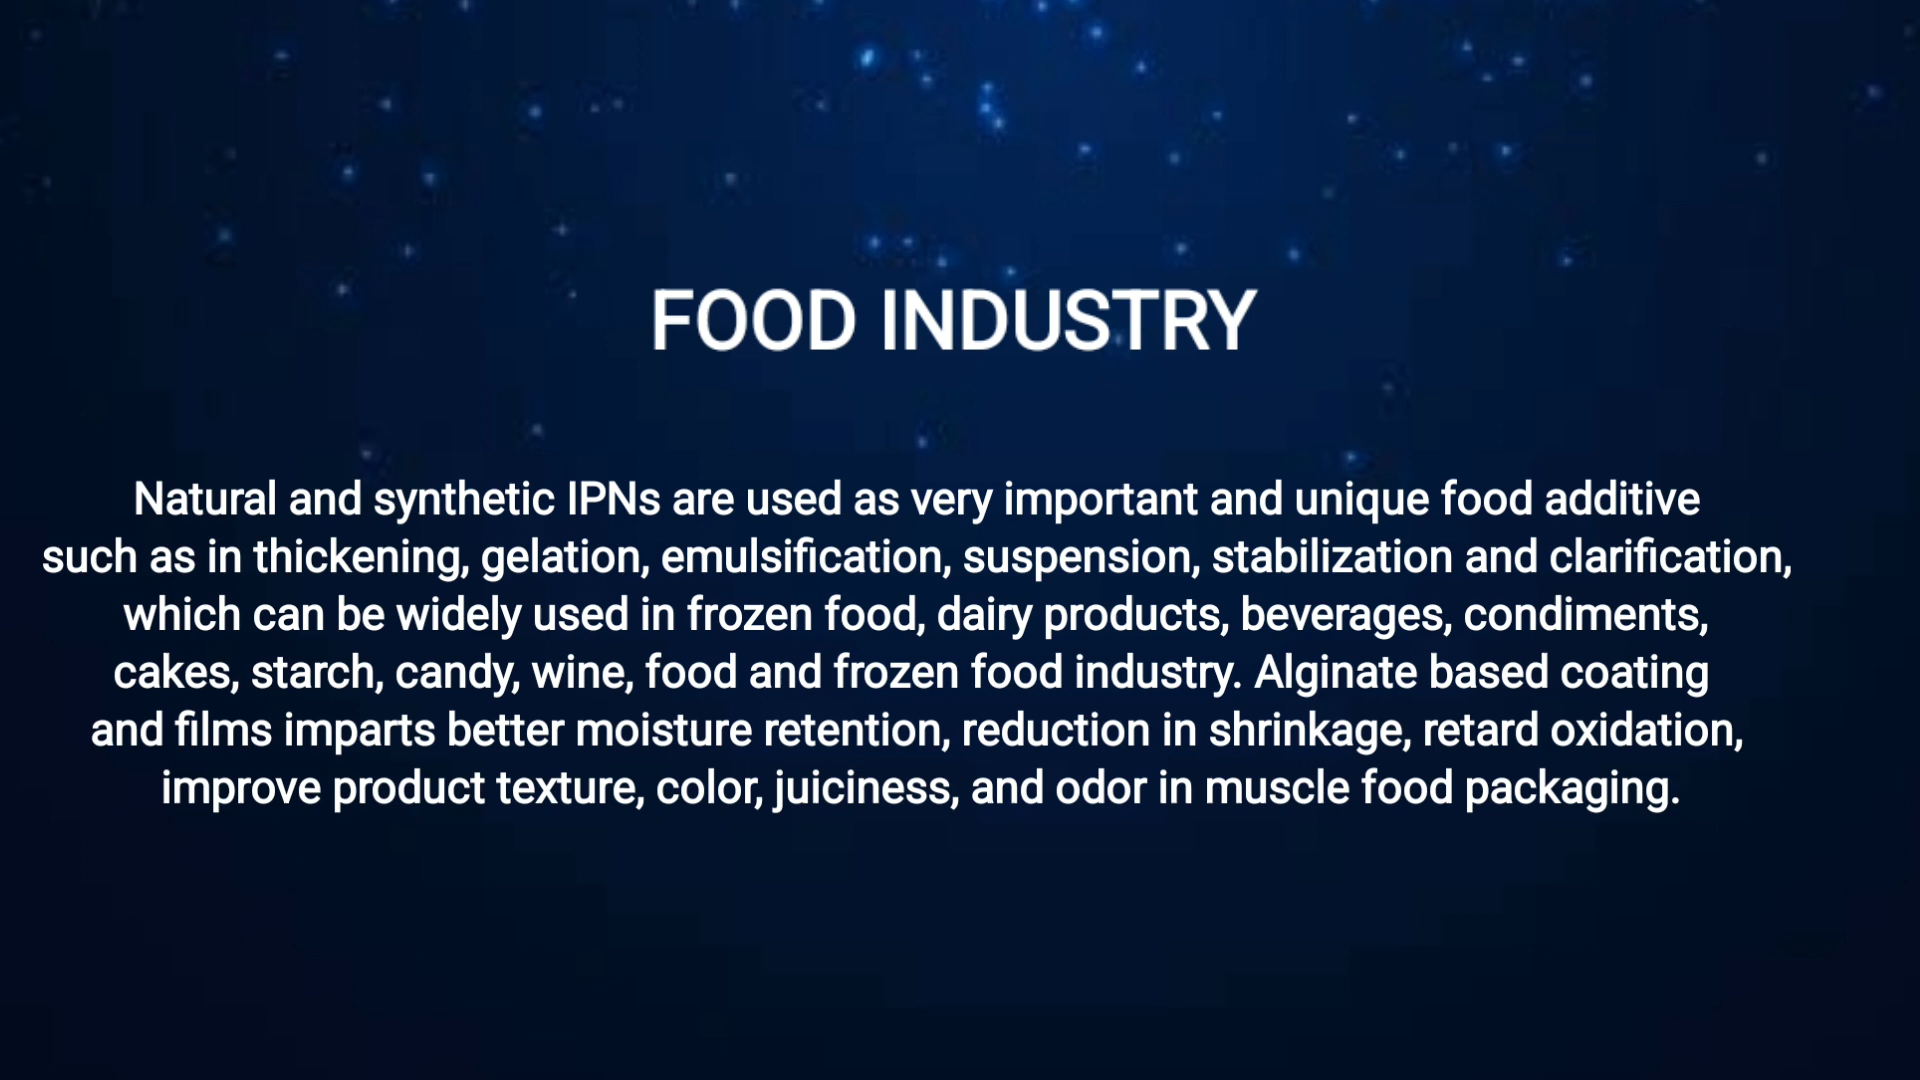 FOOD INDUSTRY
Natural and synthetic IPNs are used as very important and unique food additive
such as in thickening, gelation, emulsification, suspension, stabilization and clarification,
which can be widely used in frozen food, dairy products, beverages, condiments,
cakes, starch, candy, wine, food and frozen food industry. Alginate based coating
and films imparts better moisture retention, reduction in shrinkage, retard oxidation,
improve product texture, color, juiciness, and odor in muscle food packaging.